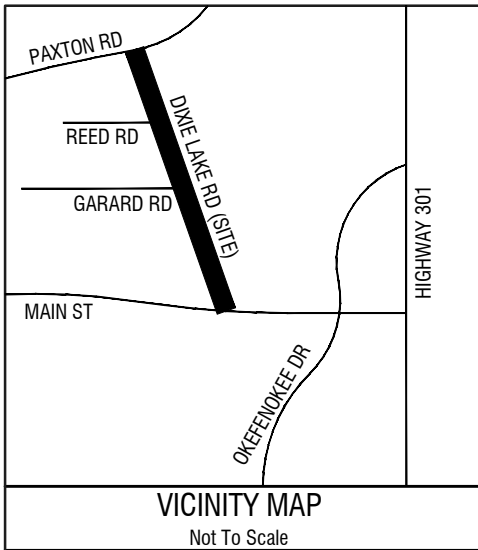 PAXTON RD
REED RD
DIXIE LAKE RD (SITE)
GARARD RD
HIGHWAY 301
MAIN ST
OKEFENOKEE DR
VICINITY MAP
Not To Scale